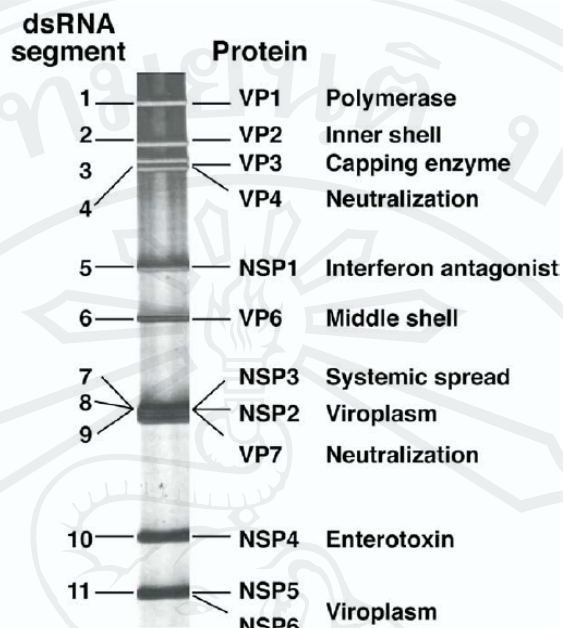 dsRNA
segment Protein
1 VP1 Polymerase
2 VP2 Inner shell
3 VP3 Capping enzyme
4 VP4 Neutralization
5 NSP1 Interferon antagonist
6 VP6 Middle shell
7 NSP3 Systemic spread
8 NSP2 Viroplasm
9 VP7 Neutralization
10 NSP4 Enterotoxin
11 NSP5
NSP6 Viroplasm